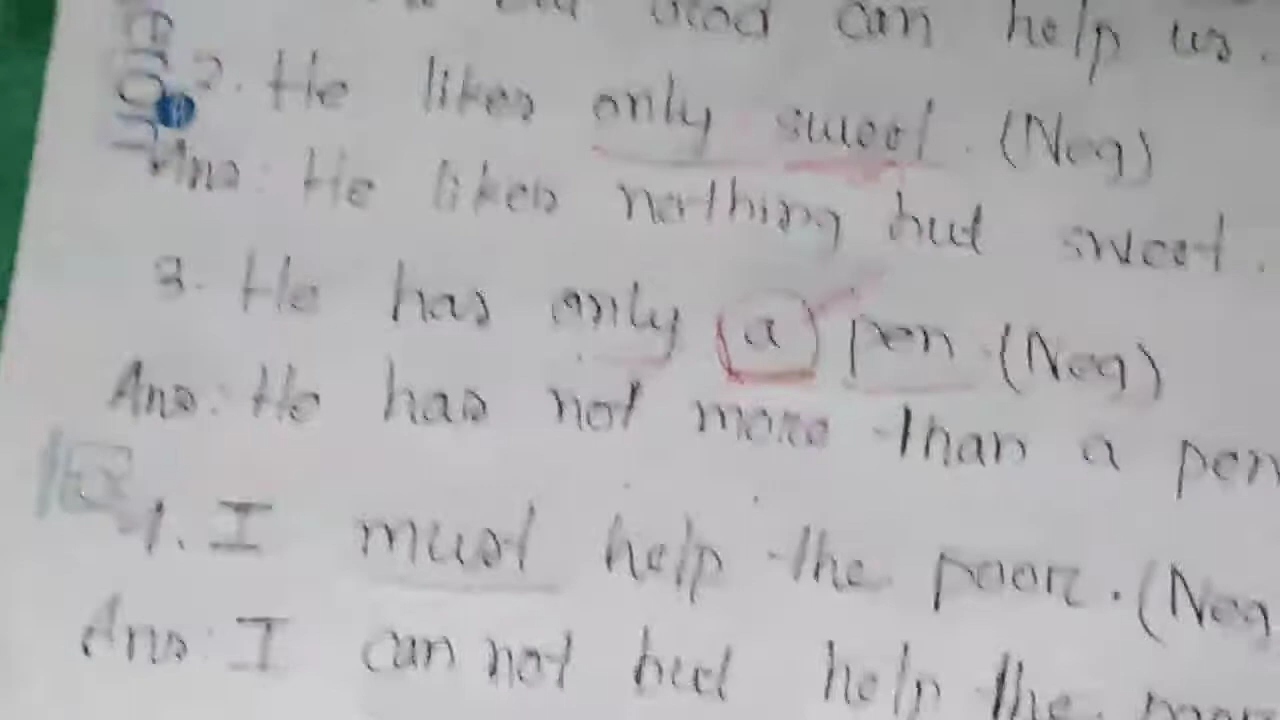 can help us.
2. He likes only sweet. (Neg)
Ans: He likes nothing but sweet.
3. He has only a pen. (Neg)
Ans: He has not more than a pen
1. I must help the poor. (Neg
Ans: I can not but help the